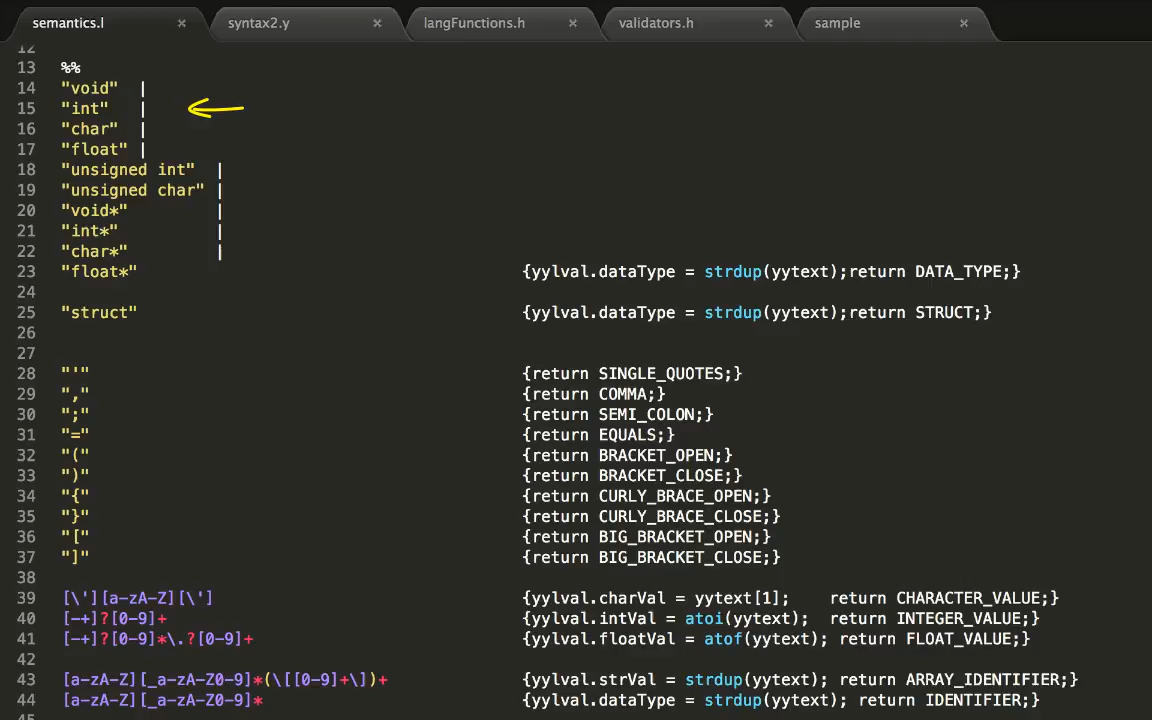 semantics.l × syntax2.y × langFunctions.h × validators.h × sample ×
12
13 %%
14 "void" |
15 "int" |
16 "char" |
17 "float" |
18 "unsigned int" |
19 "unsigned char" |
20 "void*" |
21 "int*" |
22 "char*" |
23 "float*" {yylval.dataType = strdup(yytext);return DATA_TYPE;}
24
25 "struct" {yylval.dataType = strdup(yytext);return STRUCT;}
26
27
28 "'" {return SINGLE_QUOTES;}
29 "," {return COMMA;}
30 ";" {return SEMI_COLON;}
31 "=" {return EQUALS;}
32 "(" {return BRACKET_OPEN;}
33 ")" {return BRACKET_CLOSE;}
34 "{" {return CURLY_BRACE_OPEN;}
35 "}" {return CURLY_BRACE_CLOSE;}
36 "[" {return BIG_BRACKET_OPEN;}
37 "]" {return BIG_BRACKET_CLOSE;}
38
39 [\'][a-zA-Z][\'] {yylval.charVal = yytext[1]; return CHARACTER_VALUE;}
40 [-+]?[0-9]+ {yylval.intVal = atoi(yytext); return INTEGER_VALUE;}
41 [-+]?[0-9]*\.?[0-9]+ {yylval.floatVal = atof(yytext); return FLOAT_VALUE;}
42
43 [a-zA-Z][_a-zA-Z0-9]*(\[[0-9]+\])+ {yylval.strVal = strdup(yytext); return ARRAY_IDENTIFIER;}
44 [a-zA-Z][_a-zA-Z0-9]* {yylval.dataType = strdup(yytext); return IDENTIFIER;}
45